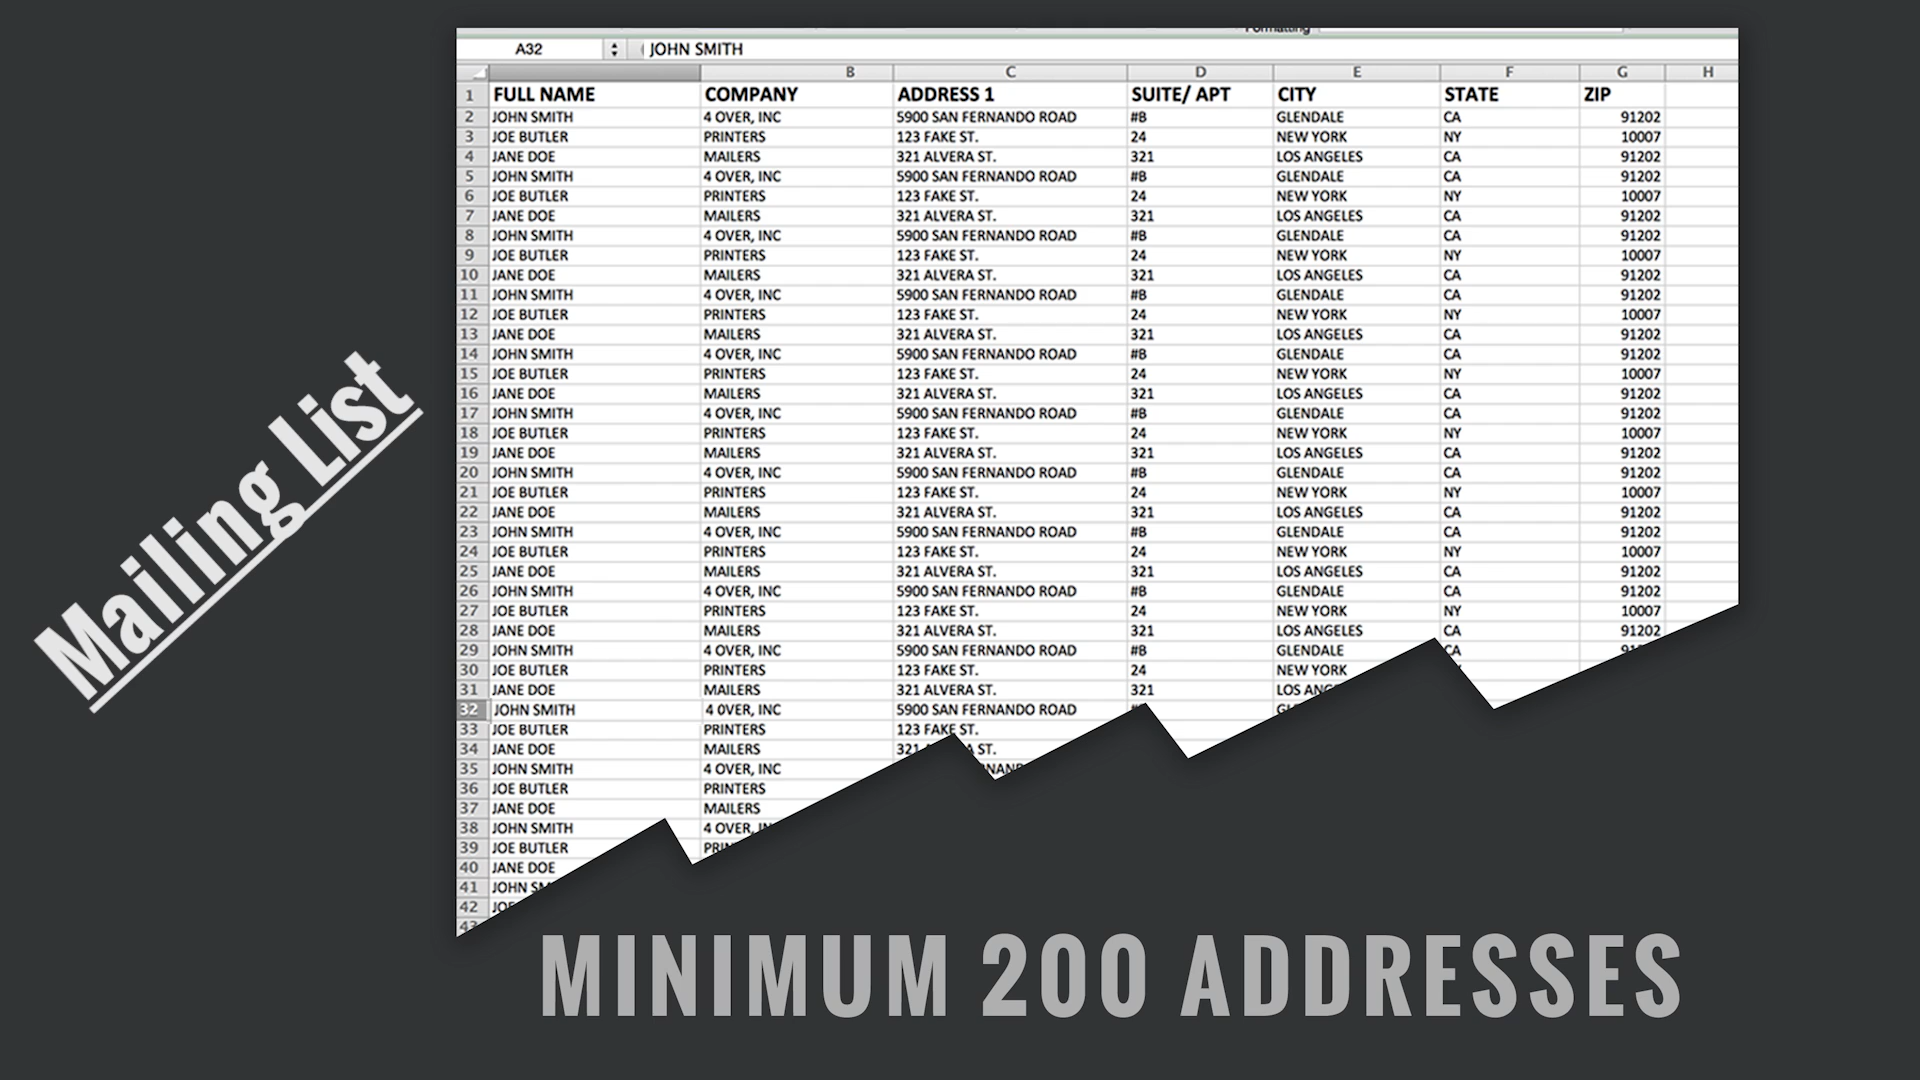 Formatting
A32 JOHN SMITH
B C D E F G H
1 FULL NAME COMPANY ADDRESS 1 SUITE/ APT CITY STATE ZIP
2 JOHN SMITH 4 OVER, INC 5900 SAN FERNANDO ROAD #B GLENDALE CA 91202
3 JOE BUTLER PRINTERS 123 FAKE ST. 24 NEW YORK NY 10007
4 JANE DOE MAILERS 321 ALVERA ST. 321 LOS ANGELES CA 91202
5 JOHN SMITH 4 OVER, INC 5900 SAN FERNANDO ROAD #B GLENDALE CA 91202
6 JOE BUTLER PRINTERS 123 FAKE ST. 24 NEW YORK NY 10007
7 JANE DOE MAILERS 321 ALVERA ST. 321 LOS ANGELES CA 91202
8 JOHN SMITH 4 OVER, INC 5900 SAN FERNANDO ROAD #B GLENDALE CA 91202
9 JOE BUTLER PRINTERS 123 FAKE ST. 24 NEW YORK NY 10007
10 JANE DOE MAILERS 321 ALVERA ST. 321 LOS ANGELES CA 91202
11 JOHN SMITH 4 OVER, INC 5900 SAN FERNANDO ROAD #B GLENDALE CA 91202
12 JOE BUTLER PRINTERS 123 FAKE ST. 24 NEW YORK NY 10007
13 JANE DOE MAILERS 321 ALVERA ST. 321 LOS ANGELES CA 91202
14 JOHN SMITH 4 OVER, INC 5900 SAN FERNANDO ROAD #B GLENDALE CA 91202
15 JOE BUTLER PRINTERS 123 FAKE ST. 24 NEW YORK NY 10007
16 JANE DOE MAILERS 321 ALVERA ST. 321 LOS ANGELES CA 91202
17 JOHN SMITH 4 OVER, INC 5900 SAN FERNANDO ROAD #B GLENDALE CA 91202
18 JOE BUTLER PRINTERS 123 FAKE ST. 24 NEW YORK NY 10007
19 JANE DOE MAILERS 321 ALVERA ST. 321 LOS ANGELES CA 91202
20 JOHN SMITH 4 OVER, INC 5900 SAN FERNANDO ROAD #B GLENDALE CA 91202
21 JOE BUTLER PRINTERS 123 FAKE ST. 24 NEW YORK NY 10007
22 JANE DOE MAILERS 321 ALVERA ST. 321 LOS ANGELES CA 91202
23 JOHN SMITH 4 OVER, INC 5900 SAN FERNANDO ROAD #B GLENDALE CA 91202
24 JOE BUTLER PRINTERS 123 FAKE ST. 24 NEW YORK NY 10007
25 JANE DOE MAILERS 321 ALVERA ST. 321 LOS ANGELES CA 91202
26 JOHN SMITH 4 OVER, INC 5900 SAN FERNANDO ROAD #B GLENDALE CA 91202
27 JOE BUTLER PRINTERS 123 FAKE ST. 24 NEW YORK NY 10007
28 JANE DOE MAILERS 321 ALVERA ST. 321 LOS ANGELES CA 91202
29 JOHN SMITH 4 OVER, INC 5900 SAN FERNANDO ROAD #B GLENDALE CA
30 JOE BUTLER PRINTERS 123 FAKE ST. 24 NEW YORK
31 JANE DOE MAILERS 321 ALVERA ST. 321 LOS
32 JOHN SMITH 4 0VER, INC 5900 SAN FERNANDO ROAD
33 JOE BUTLER PRINTERS 123 FAKE ST.
34 JANE DOE MAILERS 321 ST.
35 JOHN SMITH 4 OVER, INC
36 JOE BUTLER PRINTERS
37 JANE DOE MAILERS
38 JOHN SMITH 4 OVER,
39 JOE BUTLER
40 JANE DOE
41 JOHN
42
Mailing List
MINIMUM 200 ADDRESSES